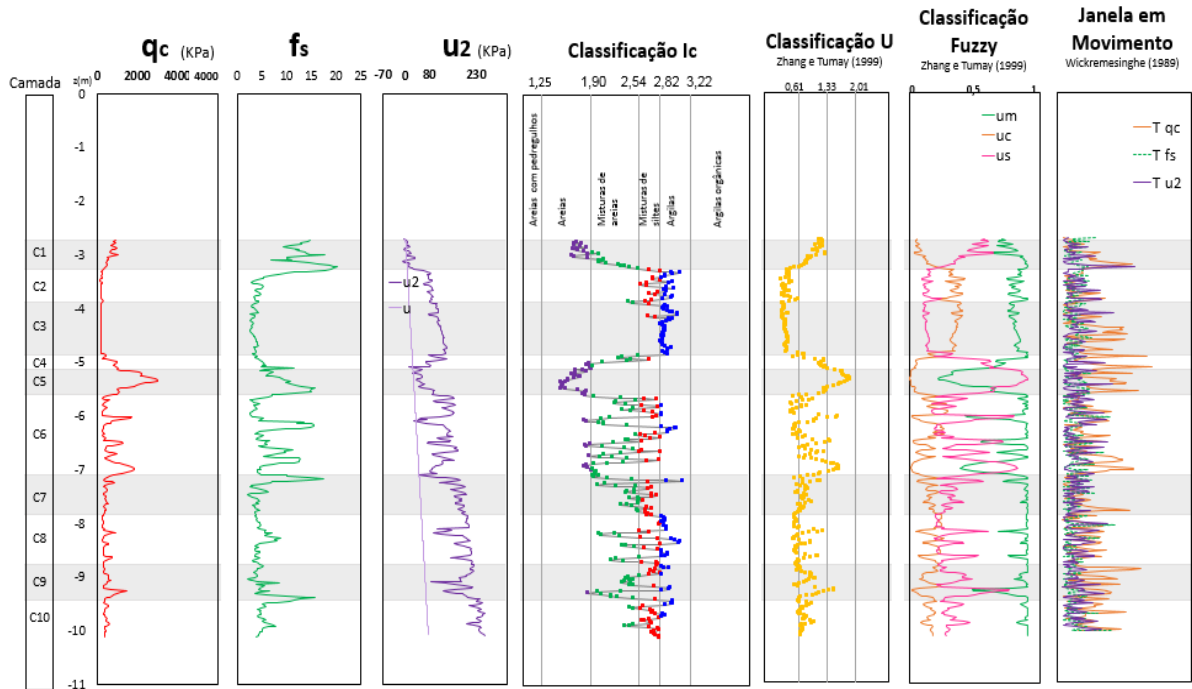 qc (KPa)
fs
u2 (KPa)
Classificação Ic
Classificação U
Zhang e Tumay (1999)
Classificação
Fuzzy
Zhang e Tumay (1999)
Janela em
Movimento
Wickremesinghe (1989)
Camada
z(m)
0 2000 4000 4000
0 5 10 15 20 25
-70 0 80 230
1,25 1,90 2,54 2,82 3,22
0,61 1,33 2,01
0 0,5 1
0
-1
-2
-3
-4
-5
-6
-7
-8
-9
-10
-11
C1
C2
C3
C4
C5
C6
C7
C8
C9
C10
u2
u
Areias com pedregulhos
Areias
Misturas de
areias
Misturas de
siltes
Argilas
Argilas orgânicas
um
uc
us
T qc
T fs
T u2